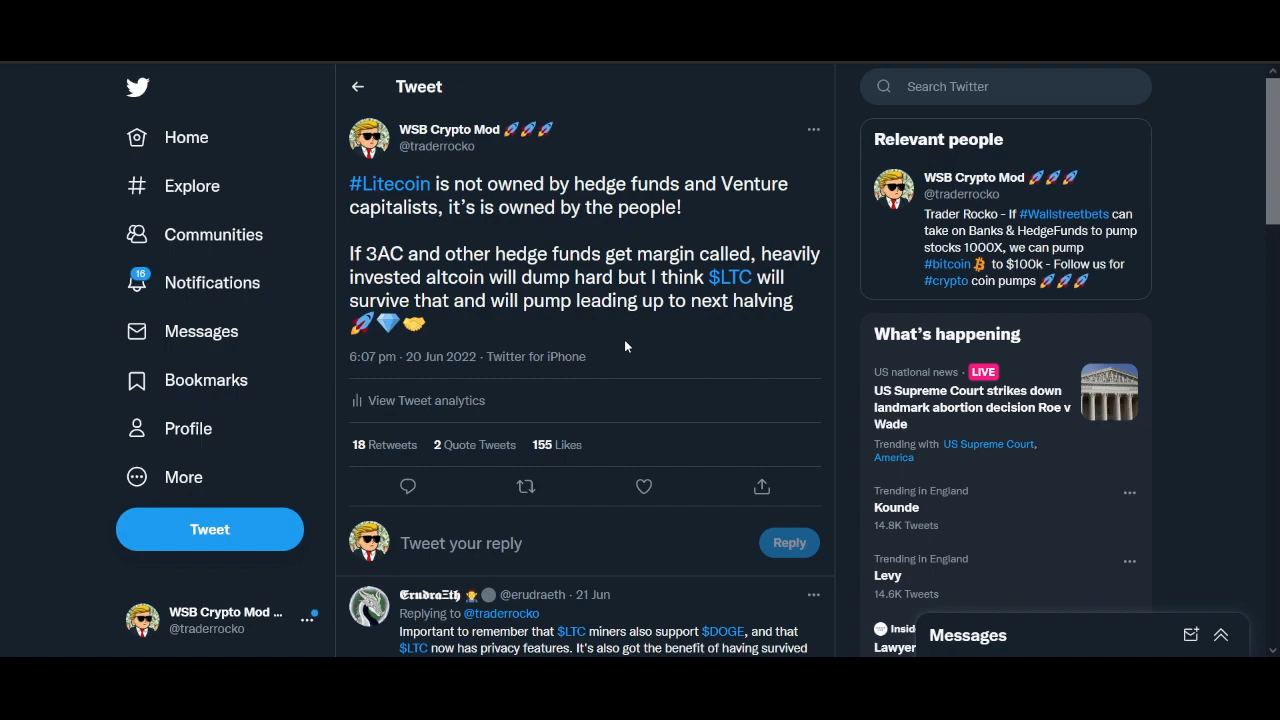 Home
Explore
Communities
16
Notifications
Messages
Bookmarks
Profile
More
Tweet
WSB Crypto Mod ...
@traderrocko
Tweet
WSB Crypto Mod 🚀🚀🚀
@traderrocko
#Litecoin is not owned by hedge funds and Venture
capitalists, it's is owned by the people!
If 3AC and other hedge funds get margin called, heavily
invested altcoin will dump hard but I think $LTC will
survive that and will pump leading up to next halving
🚀💎🤝
6:07 pm · 20 Jun 2022 · Twitter for iPhone
View Tweet analytics
18 Retweets 2 Quote Tweets 155 Likes
Tweet your reply
Reply
𝕰𝖗𝖚𝖉𝖗𝖆Ξ𝖙𝖍 @erudraeth · 21 Jun
Replying to @traderrocko
Important to remember that $LTC miners also support $DOGE, and that
$LTC now has privacy features. It's also got the benefit of having survived
Search Twitter
Relevant people
WSB Crypto Mod 🚀🚀🚀
@traderrocko
Trader Rocko - If #Wallstreetbets can
take on Banks & HedgeFunds to pump
stocks 1000X, we can pump
#bitcoin to $100k - Follow us for
#crypto coin pumps 🚀🚀🚀
What's happening
US national news · LIVE
US Supreme Court strikes down
landmark abortion decision Roe v
Wade
Trending with US Supreme Court,
America
Trending in England
Kounde
14.8K Tweets
Trending in England
Levy
14.6K Tweets
Insid
Lawyer
Messages